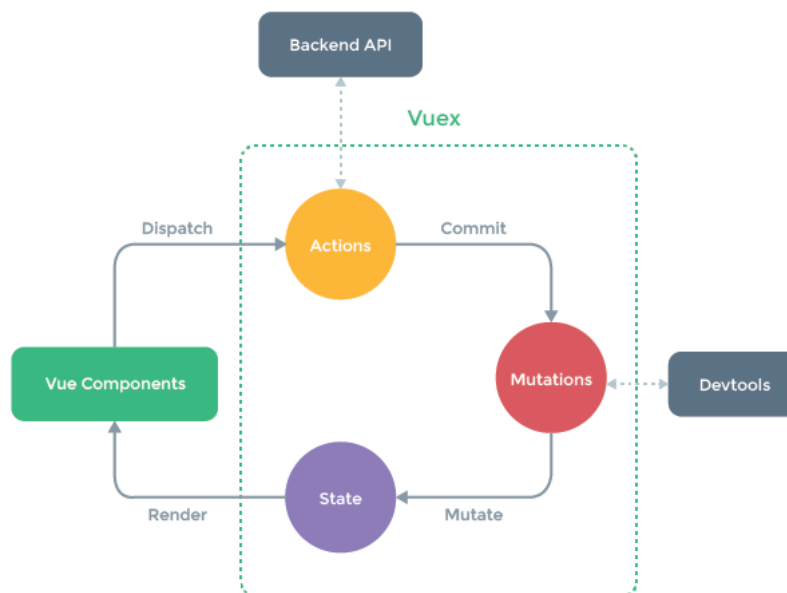 Backend API
Vuex
Dispatch
Actions
Commit
Vue Components
Mutations
Devtools
State
Render
Mutate